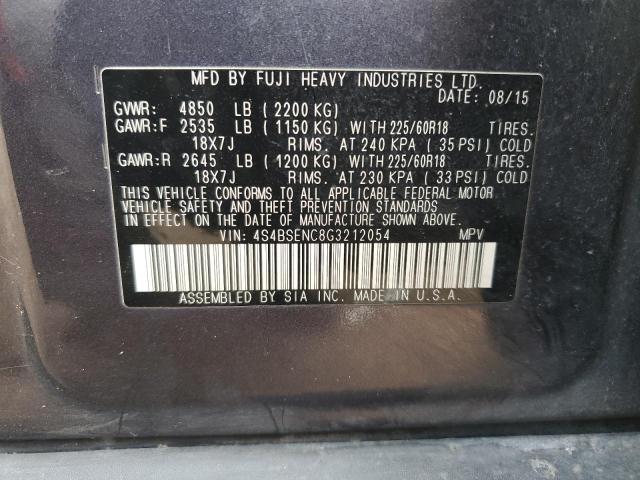 MFD BY FUJI HEAVY INDUSTRIES LTD.
DATE: 08/15
GVWR: 4850 LB (2200 KG)
GAWR:F 2535 LB (1150 KG) WITH 225/60R18 TIRES.
18X7J RIMS. AT 240 KPA (35 PSI) COLD
GAWR:R 2645 LB (1200 KG) WITH 225/60R18 TIRES.
18X7J RIMS. AT 230 KPA (33 PSI) COLD
THIS VEHICLE CONFORMS TO ALL APPLICABLE FEDERAL MOTOR
VEHICLE SAFETY AND THEFT PREVENTION STANDARDS
IN EFFECT ON THE DATE OF MANUFACTURE SHOWN ABOVE.
VIN: 4S4BSENC8G3212054 MPV
ASSEMBLED BY SIA INC. MADE IN U.S.A.